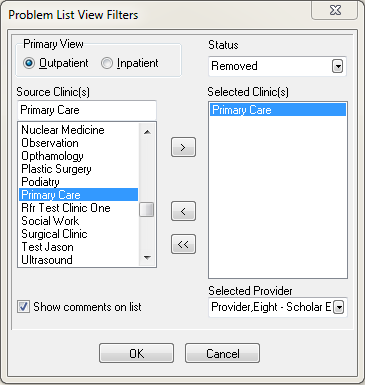 Problem List View Filters
Primary View
Outpatient
Inpatient
Status
Removed
Source Clinic(s)
Primary Care
Nuclear Medicine
Observation
Opthamology
Plastic Surgery
Podiatry
Primary Care
Rfr Test Clinic One
Social Work
Surgical Clinic
Test Jason
Ultrasound
>
<
<<
Selected Clinic(s)
Primary Care
Show comments on list
Selected Provider
Provider,Eight - Scholar E
OK
Cancel